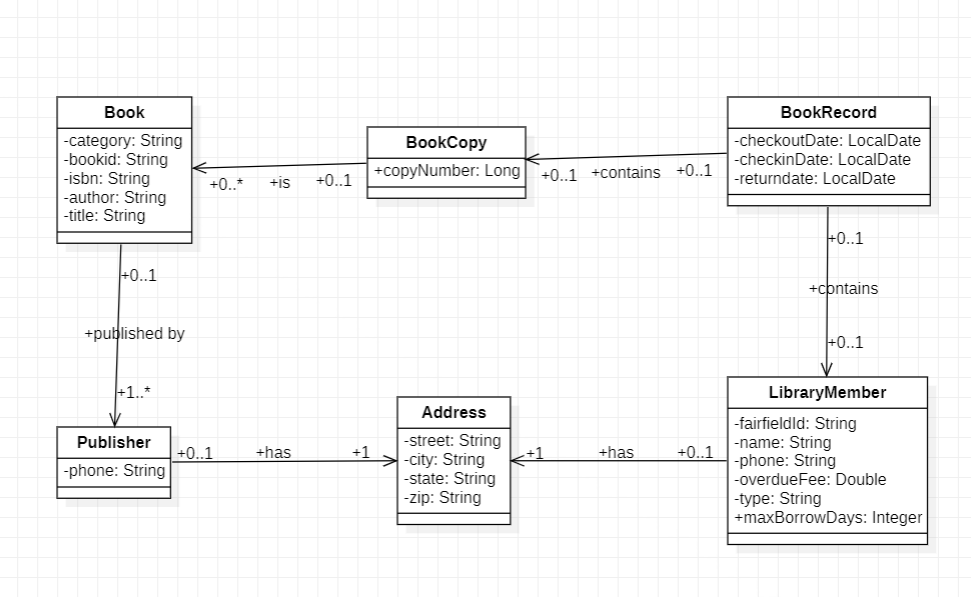 Book
-category: String
-bookid: String
-isbn: String
-author: String
-title: String
+0..* +is +0..1
BookCopy
+copyNumber: Long
+0..1 +contains +0..1
BookRecord
-checkoutDate: LocalDate
-checkinDate: LocalDate
-returndate: LocalDate
+0..1
+contains
+0..1
+0..1
+published by
+1..*
Publisher
-phone: String
+0..1 +has +1
Address
-street: String
-city: String
-state: String
-zip: String
+1 +has +0..1
LibraryMember
-fairfieldId: String
-name: String
-phone: String
-overdueFee: Double
-type: String
+maxBorrowDays: Integer